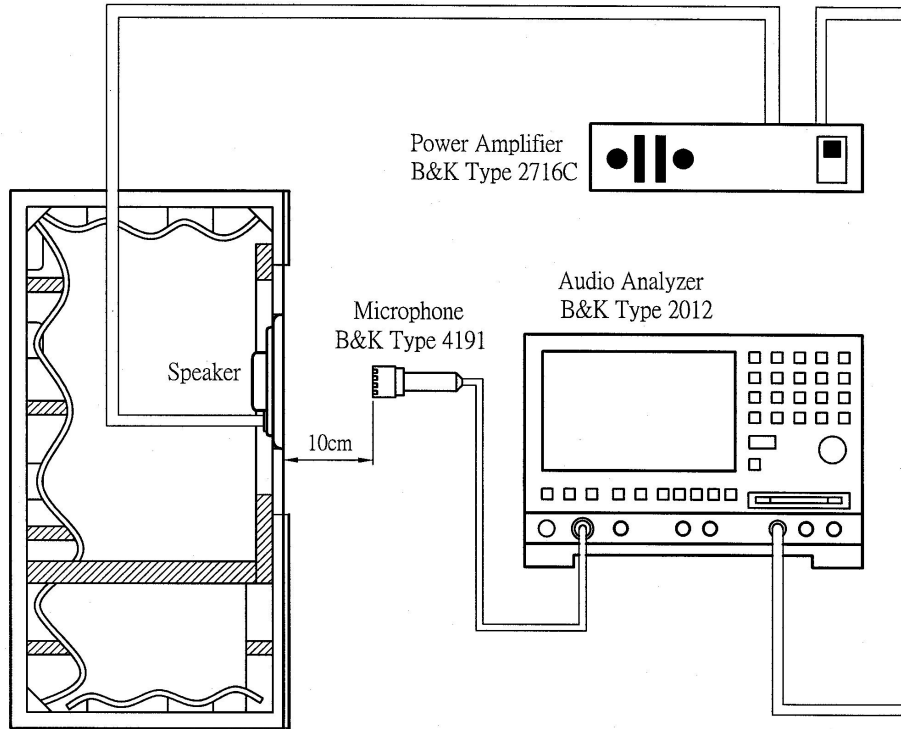 Power Amplifier
B&K Type 2716C
Audio Analyzer
B&K Type 2012
Microphone
B&K Type 4191
Speaker
10cm